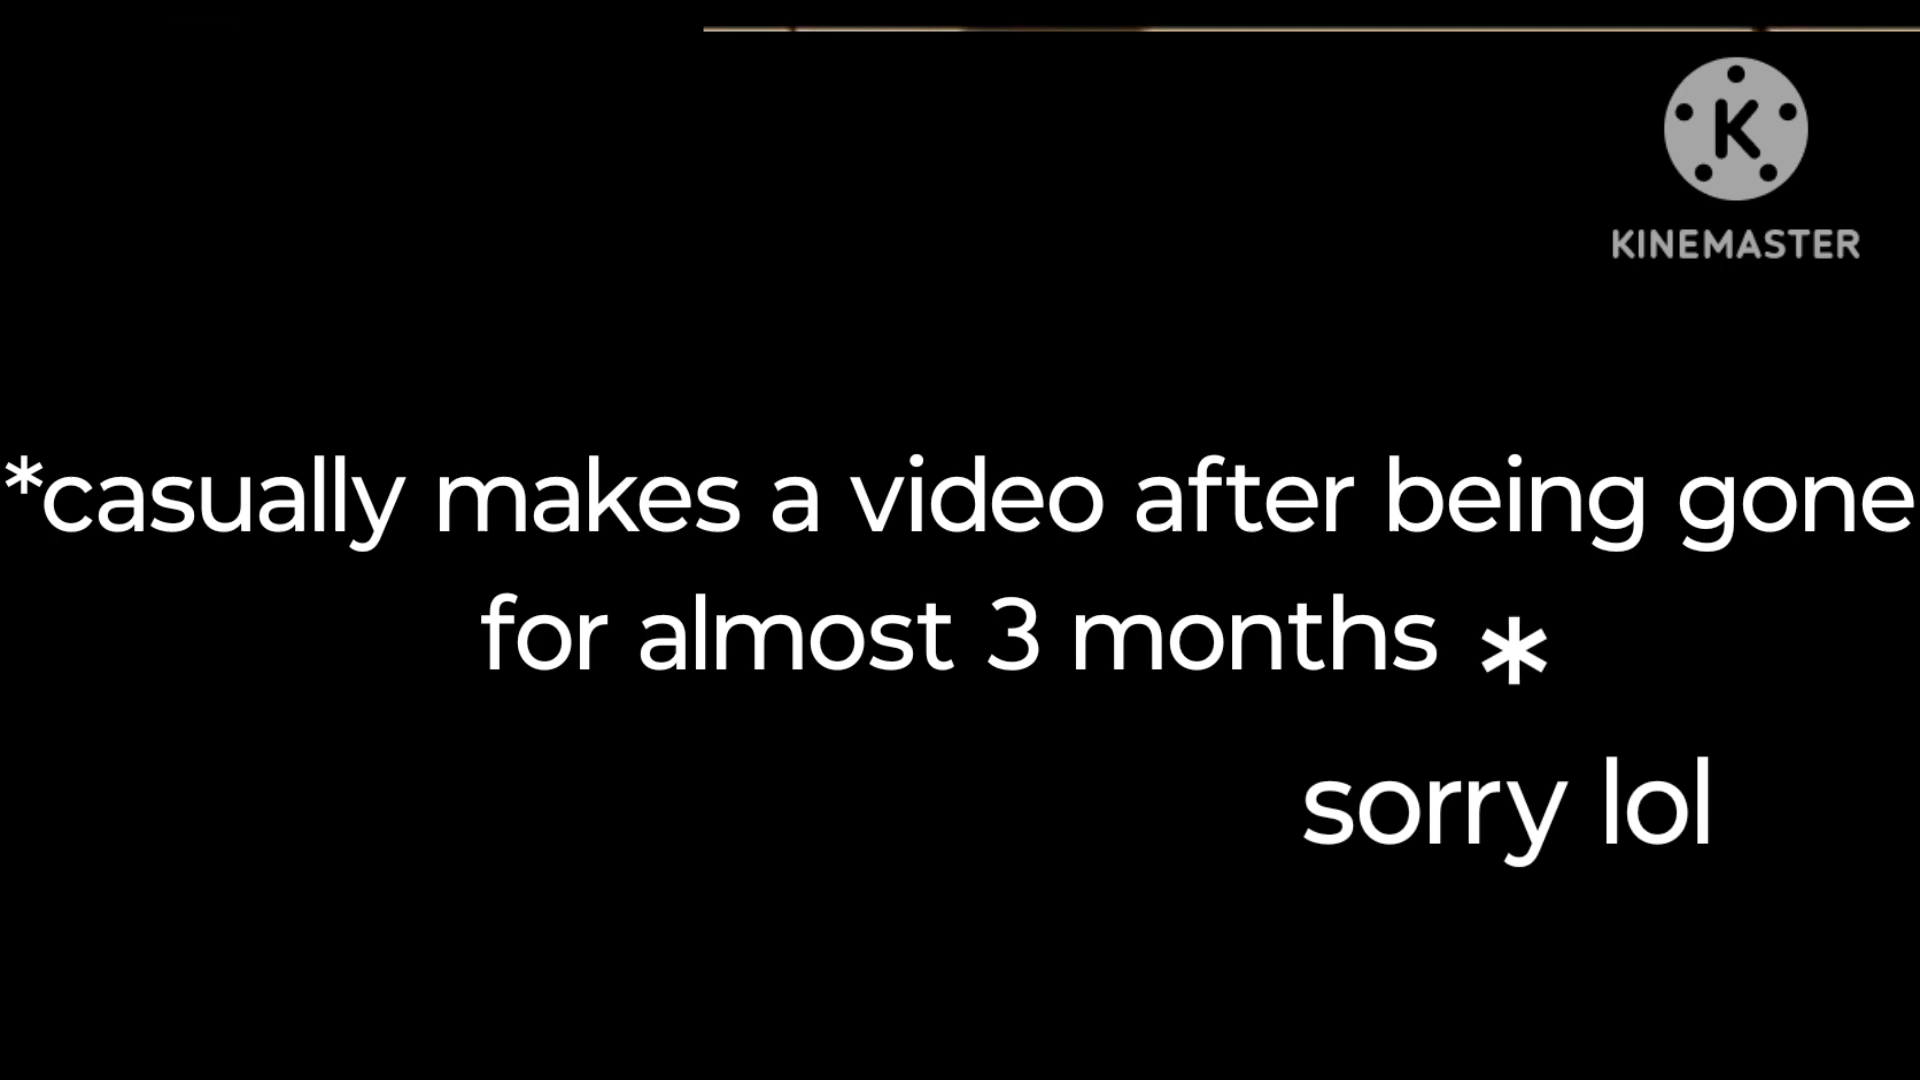 K
KINEMASTER
*casually makes a video after being gone
for almost 3 months *
sorry lol